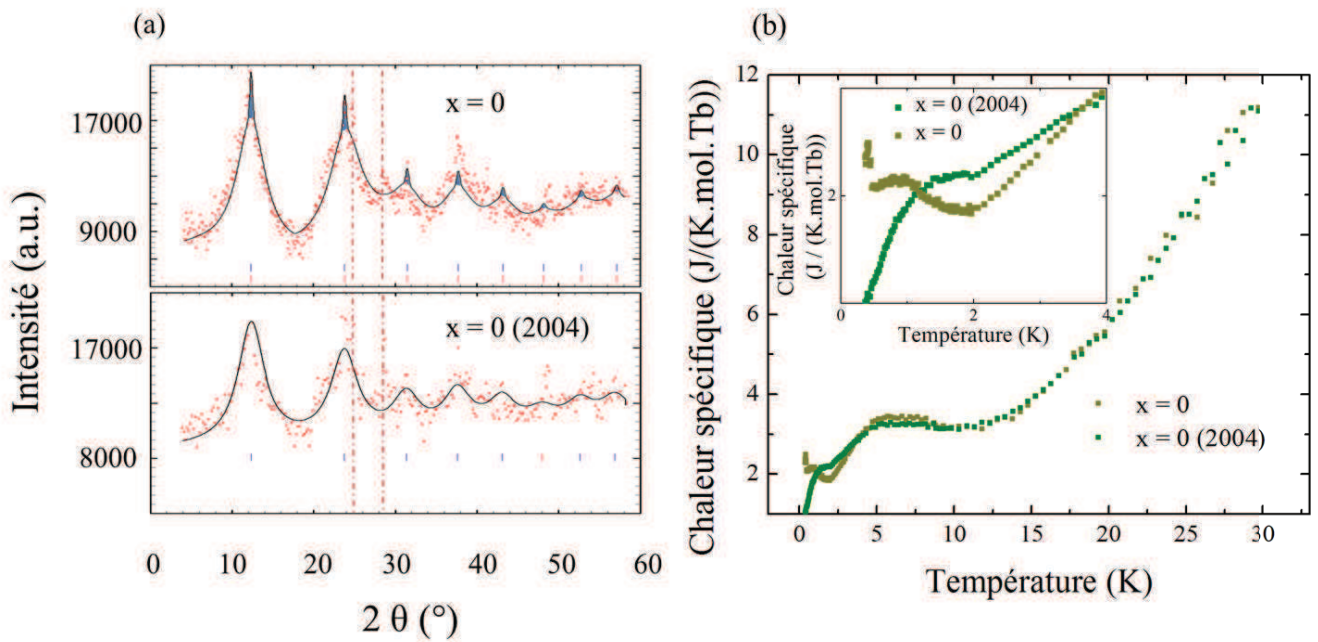 (a)
x = 0
17000
9000
x = 0 (2004)
17000
8000
Intensité (a.u.)
0 10 20 30 40 50 60
2 θ (°)
(b)
12
11
10
8
6
4
2
Chaleur spécifique (J/(K.mol.Tb))
x = 0 (2004)
x = 0
2
Chaleur spécifique
(J / (K.mol.Tb))
0 2 4
Température (K)
x = 0
x = 0 (2004)
0 5 10 15 20 25 30
Température (K)